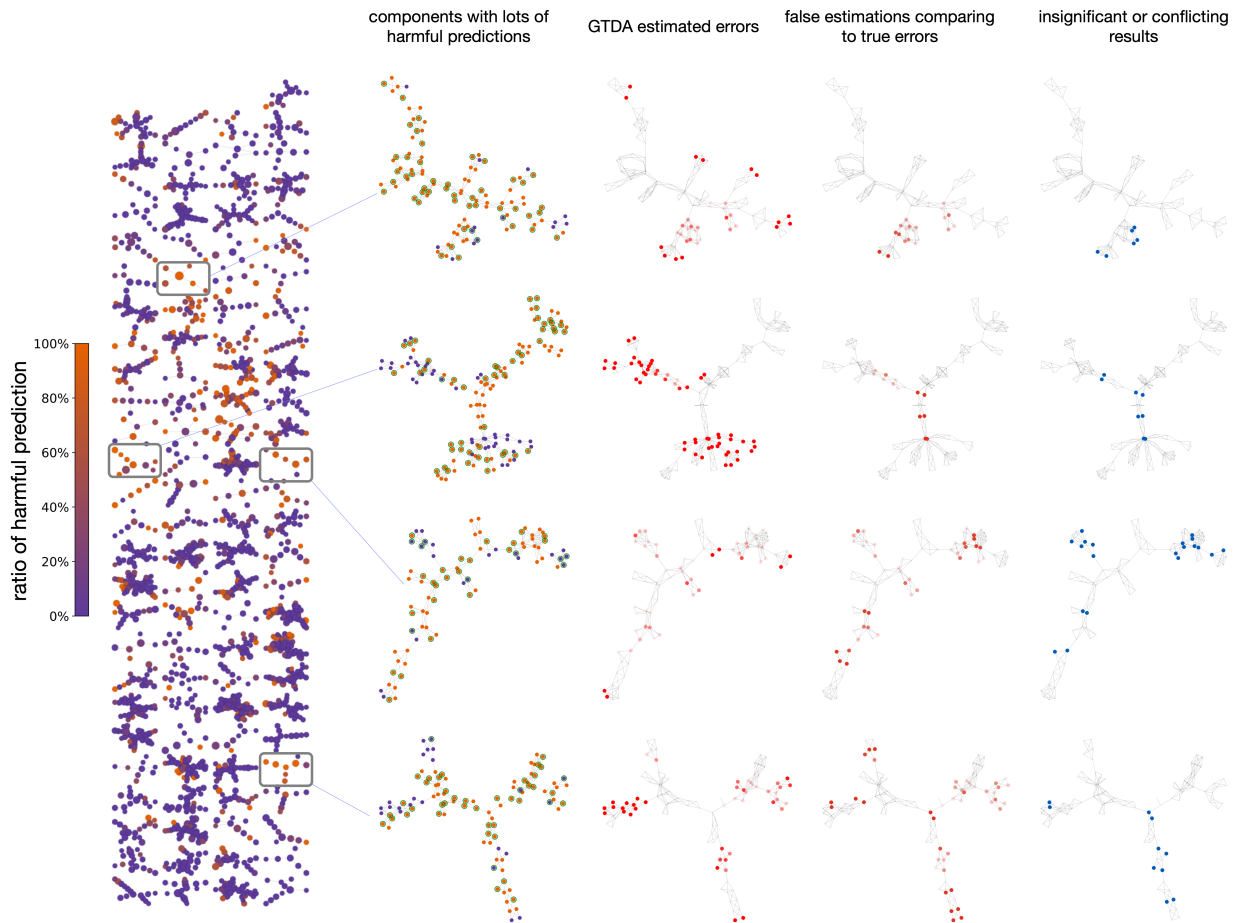 components with lots of
harmful predictions
GTDA estimated errors
false estimations comparing
to true errors
insignificant or conflicting
results
ratio of harmful prediction
100%
80%
60%
40%
20%
0%